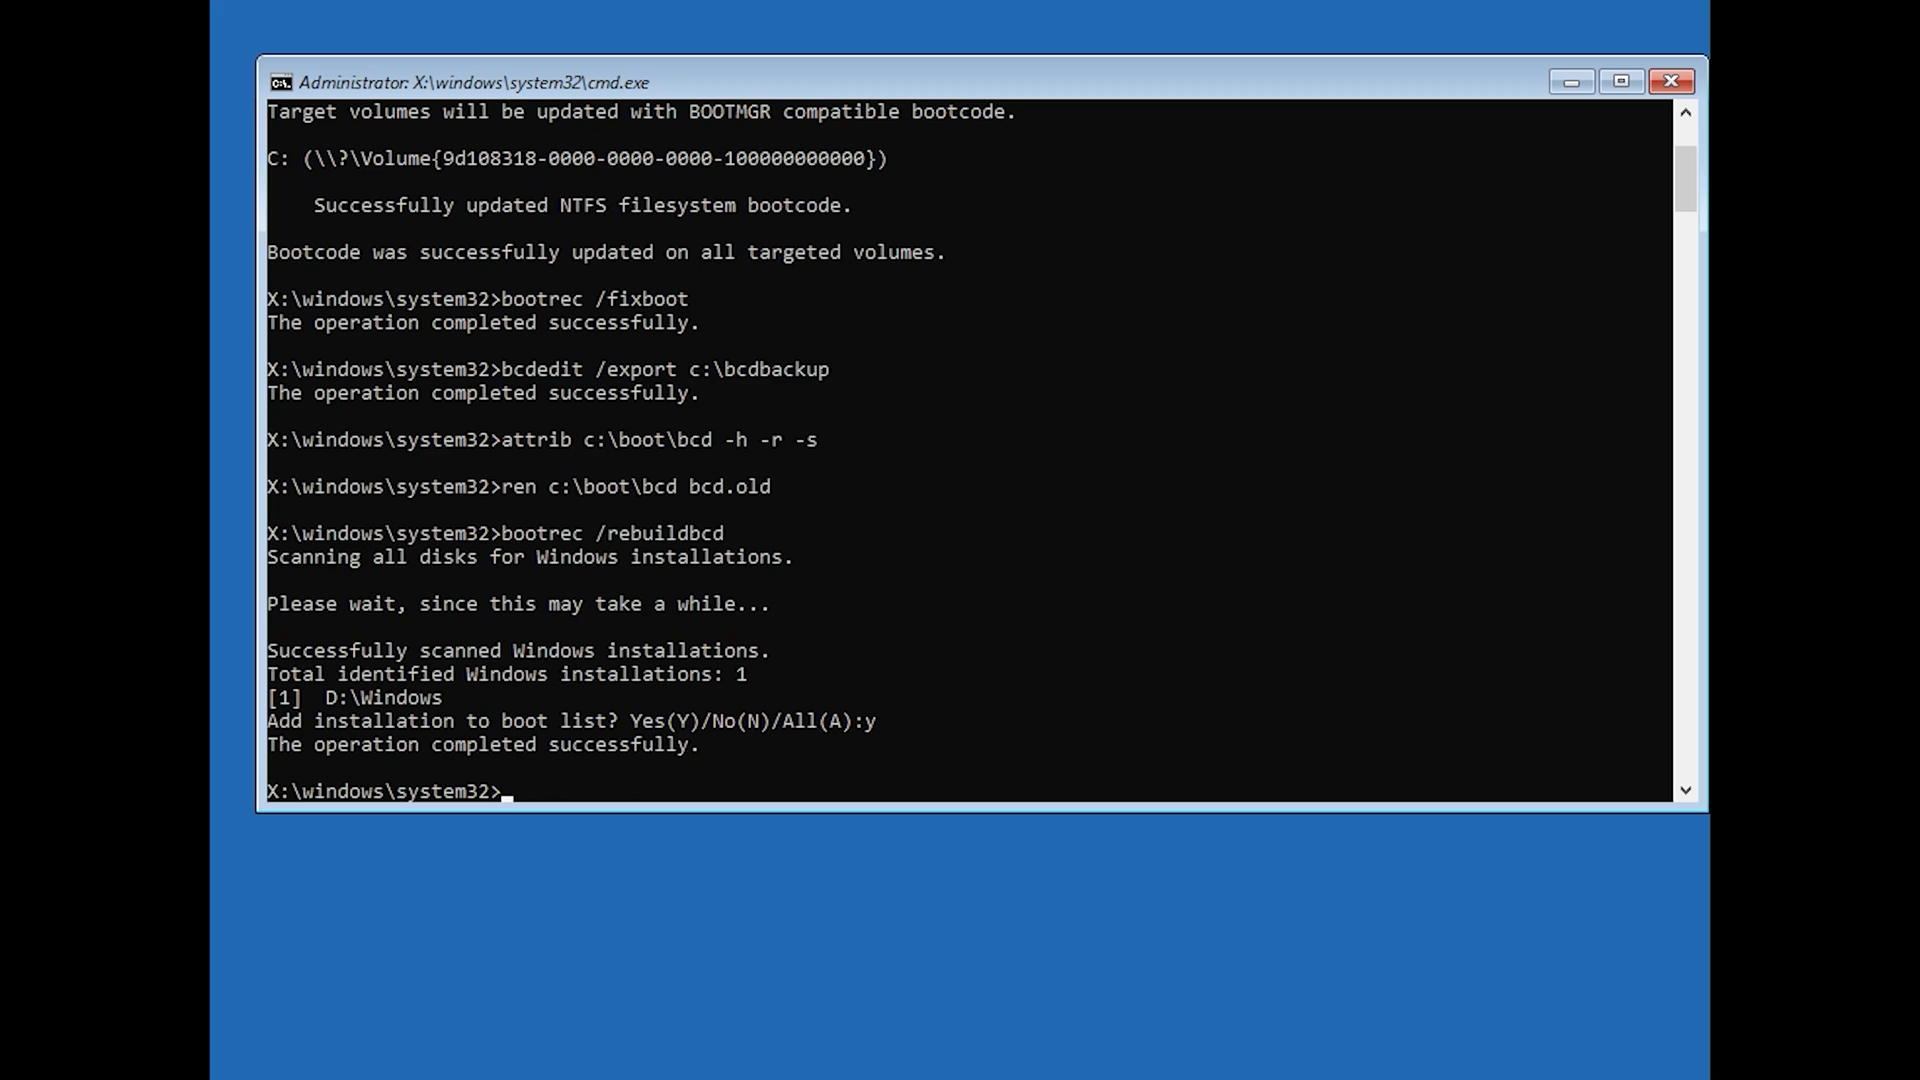 Administrator: X:\windows\system32\cmd.exe
Target volumes will be updated with BOOTMGR compatible bootcode.
C: (\\?\Volume{9d108318-0000-0000-0000-100000000000})
Successfully updated NTFS filesystem bootcode.
Bootcode was successfully updated on all targeted volumes.
X:\windows\system32>bootrec /fixboot
The operation completed successfully.
X:\windows\system32>bcdedit /export c:\bcdbackup
The operation completed successfully.
X:\windows\system32>attrib c:\boot\bcd -h -r -s
X:\windows\system32>ren c:\boot\bcd bcd.old
X:\windows\system32>bootrec /rebuildbcd
Scanning all disks for Windows installations.
Please wait, since this may take a while...
Successfully scanned Windows installations.
Total identified Windows installations: 1
[1]  D:\Windows
Add installation to boot list? Yes(Y)/No(N)/All(A):y
The operation completed successfully.
X:\windows\system32>